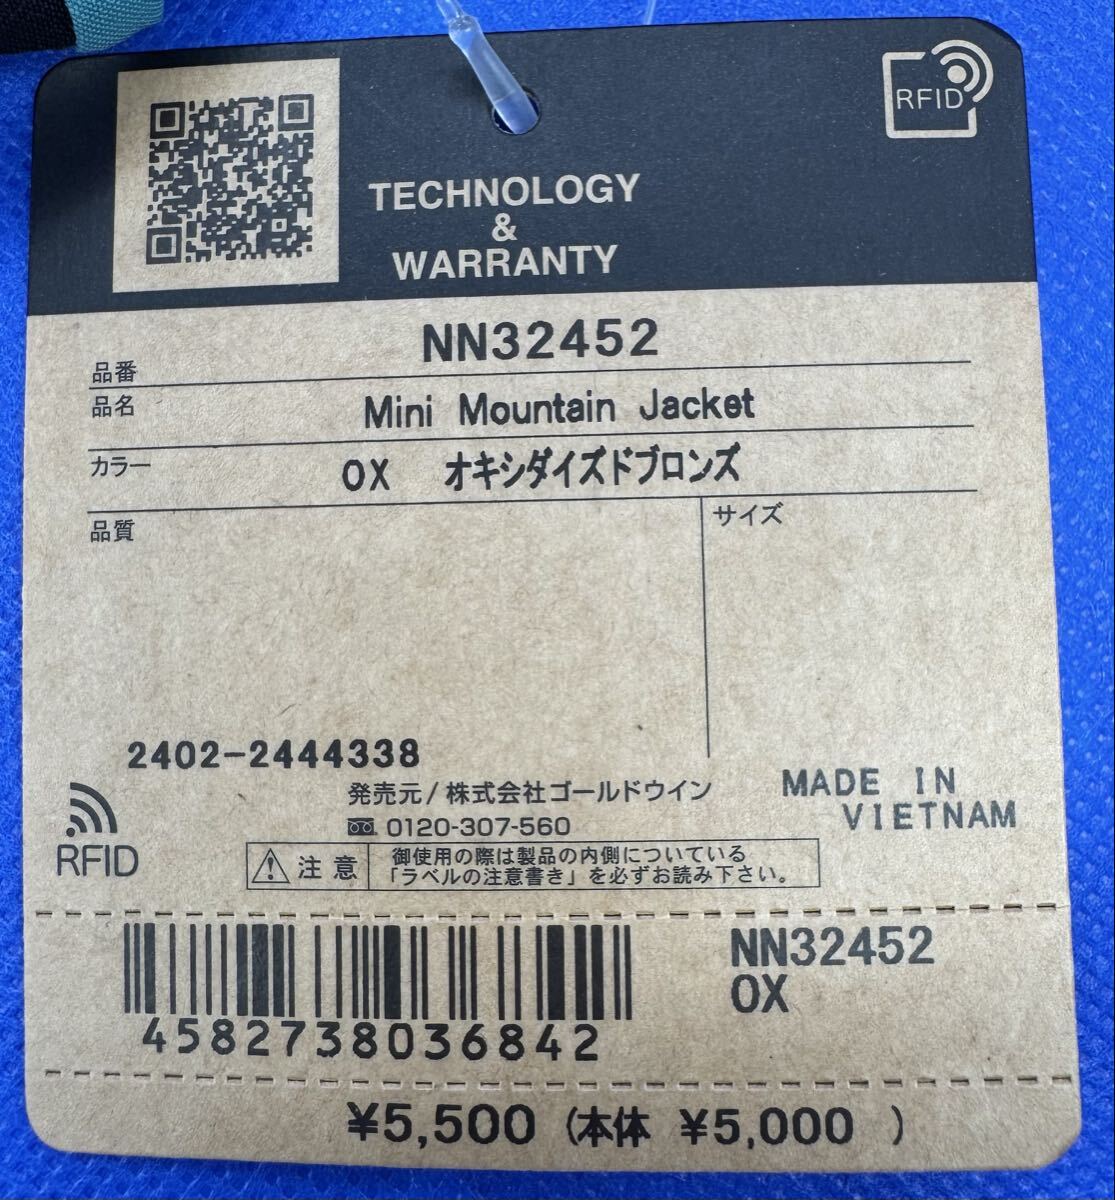 RFID
TECHNOLOGY
&
WARRANTY
品番 NN32452
品名 Mini Mountain Jacket
カラー OX オキシダイズドブロンズ
品質 サイズ
2402-2444338
発売元/株式会社ゴールドウイン
0120-307-560
MADE IN
VIETNAM
RFID
注意
御使用の際は製品の内側についている
「ラベルの注意書き」を必ずお読み下さい。
4582738036842
NN32452
OX
¥5,500 (本体 ¥5,000 )